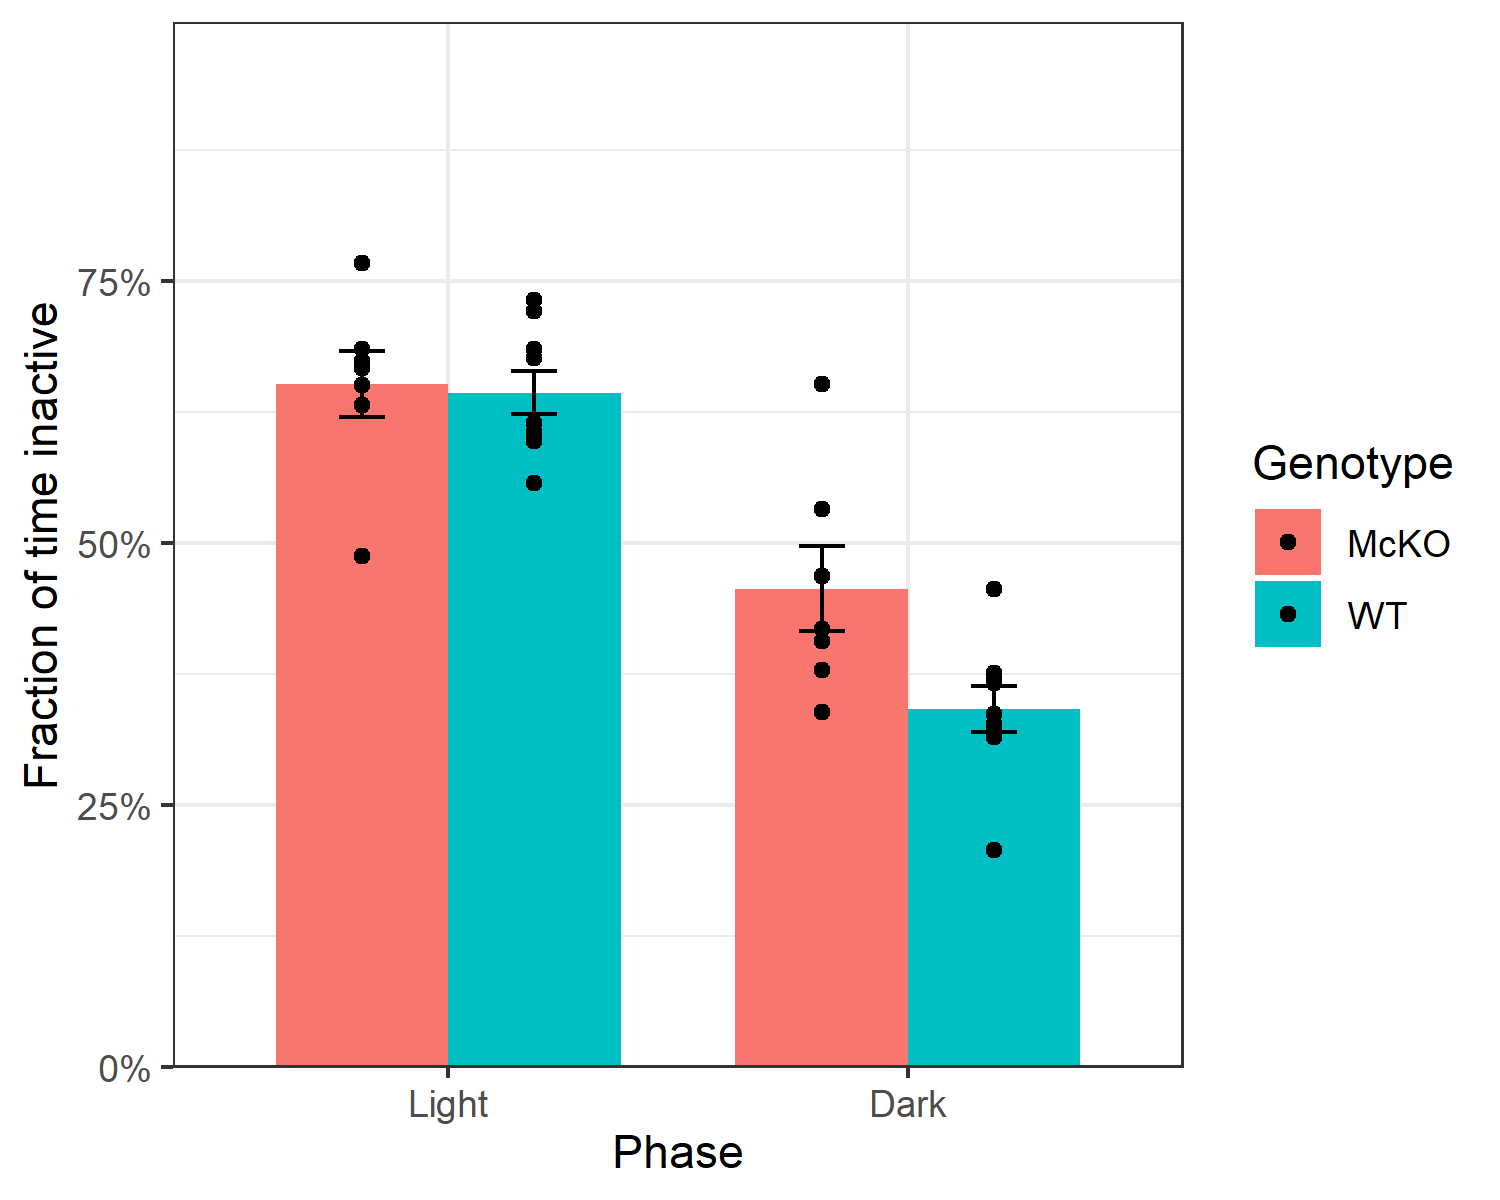 Fraction of time inactive
75%
50%
25%
0%
Light
Dark
Phase
Genotype
McKO
WT